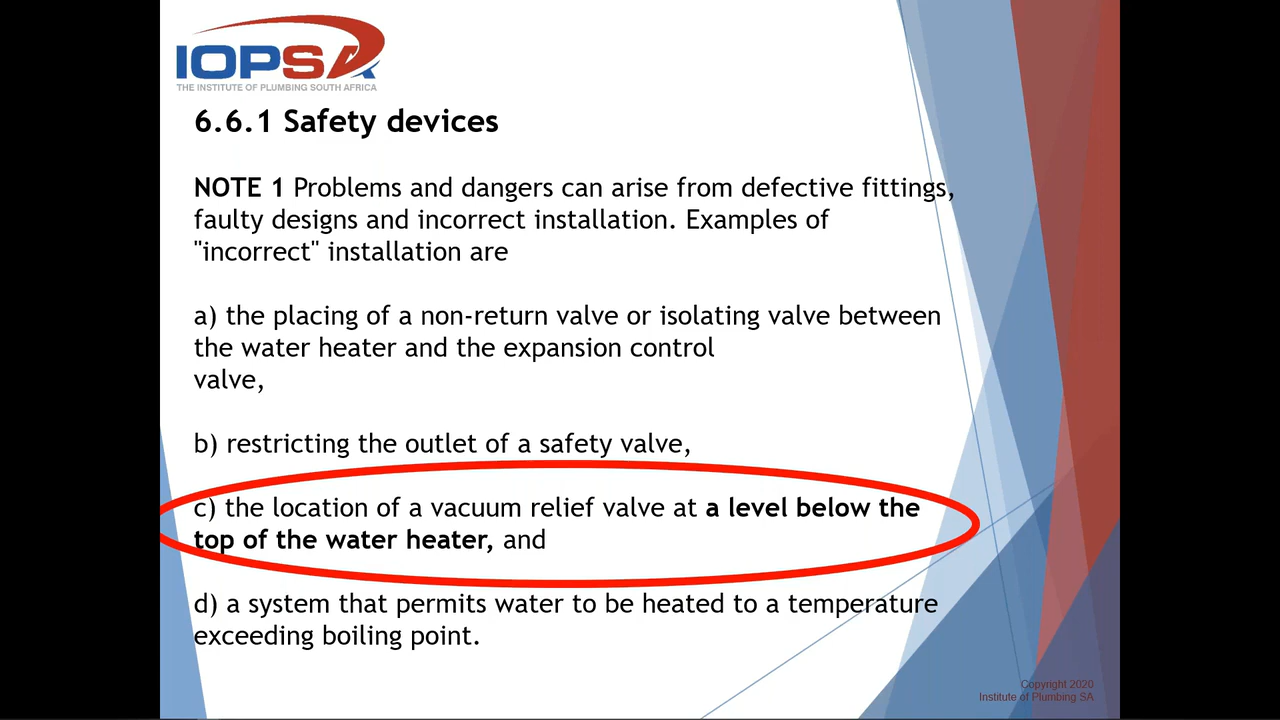 IOPSA
THE INSTITUTE OF PLUMBING SOUTH AFRICA
6.6.1 Safety devices
NOTE 1 Problems and dangers can arise from defective fittings,
faulty designs and incorrect installation. Examples of
"incorrect" installation are
a) the placing of a non-return valve or isolating valve between
the water heater and the expansion control
valve,
b) restricting the outlet of a safety valve,
c) the location of a vacuum relief valve at a level below the
top of the water heater, and
d) a system that permits water to be heated to a temperature
exceeding boiling point.
Copyright 2020
Institute of Plumbing SA